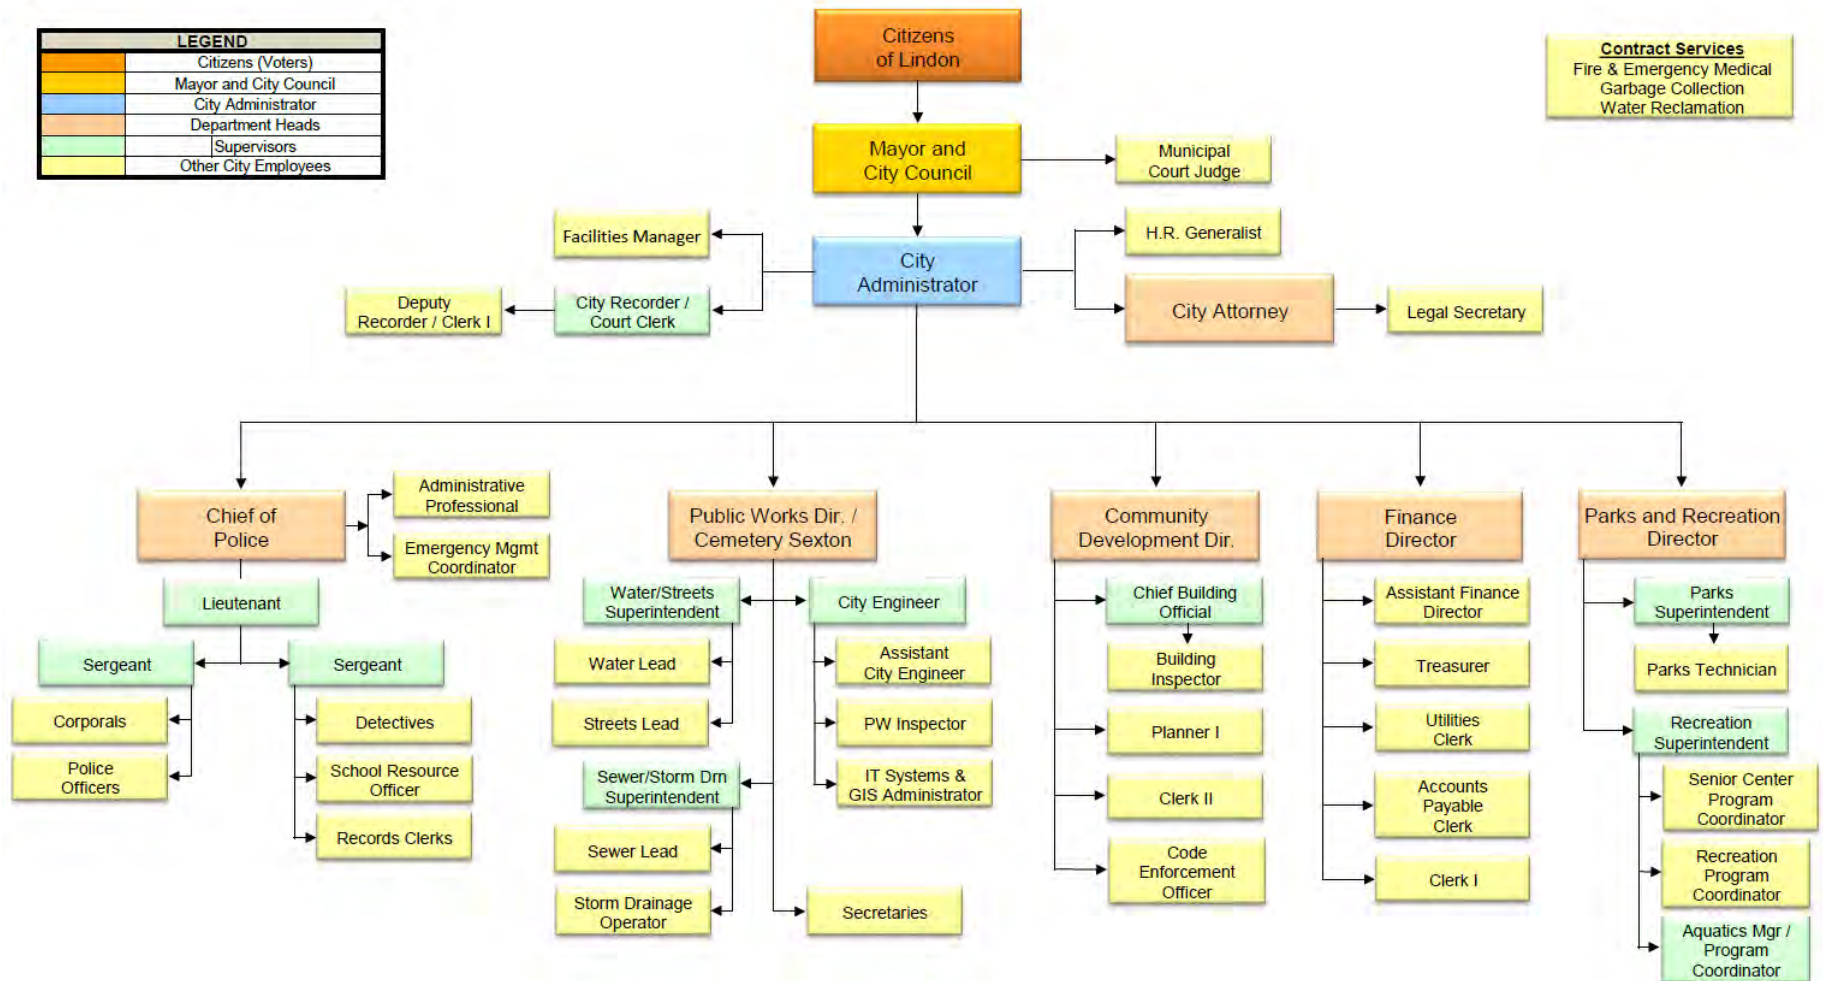 LEGEND
Citizens (Voters)
Mayor and City Council
City Administrator
Department Heads
Supervisors
Other City Employees
Citizens
of Lindon
Contract Services
Fire & Emergency Medical
Garbage Collection
Water Reclamation
Mayor and
City Council
Municipal
Court Judge
Facilities Manager
City
Administrator
H.R. Generalist
Deputy
Recorder / Clerk I
City Recorder /
Court Clerk
City Attorney
Legal Secretary
Chief of
Police
Administrative
Professional
Emergency Mgmt
Coordinator
Lieutenant
Sergeant
Sergeant
Corporals
Police
Officers
Detectives
School Resource
Officer
Records Clerks
Public Works Dir. /
Cemetery Sexton
Water/Streets
Superintendent
Water Lead
Streets Lead
Sewer/Storm Drn
Superintendent
Sewer Lead
Storm Drainage
Operator
City Engineer
Assistant
City Engineer
PW Inspector
IT Systems &
GIS Administrator
Secretaries
Community
Development Dir.
Chief Building
Official
Building
Inspector
Planner I
Clerk II
Code
Enforcement
Officer
Finance
Director
Assistant Finance
Director
Treasurer
Utilities
Clerk
Accounts
Payable
Clerk
Clerk I
Parks and Recreation
Director
Parks
Superintendent
Parks Technician
Recreation
Superintendent
Senior Center
Program
Coordinator
Recreation
Program
Coordinator
Aquatics Mgr /
Program
Coordinator